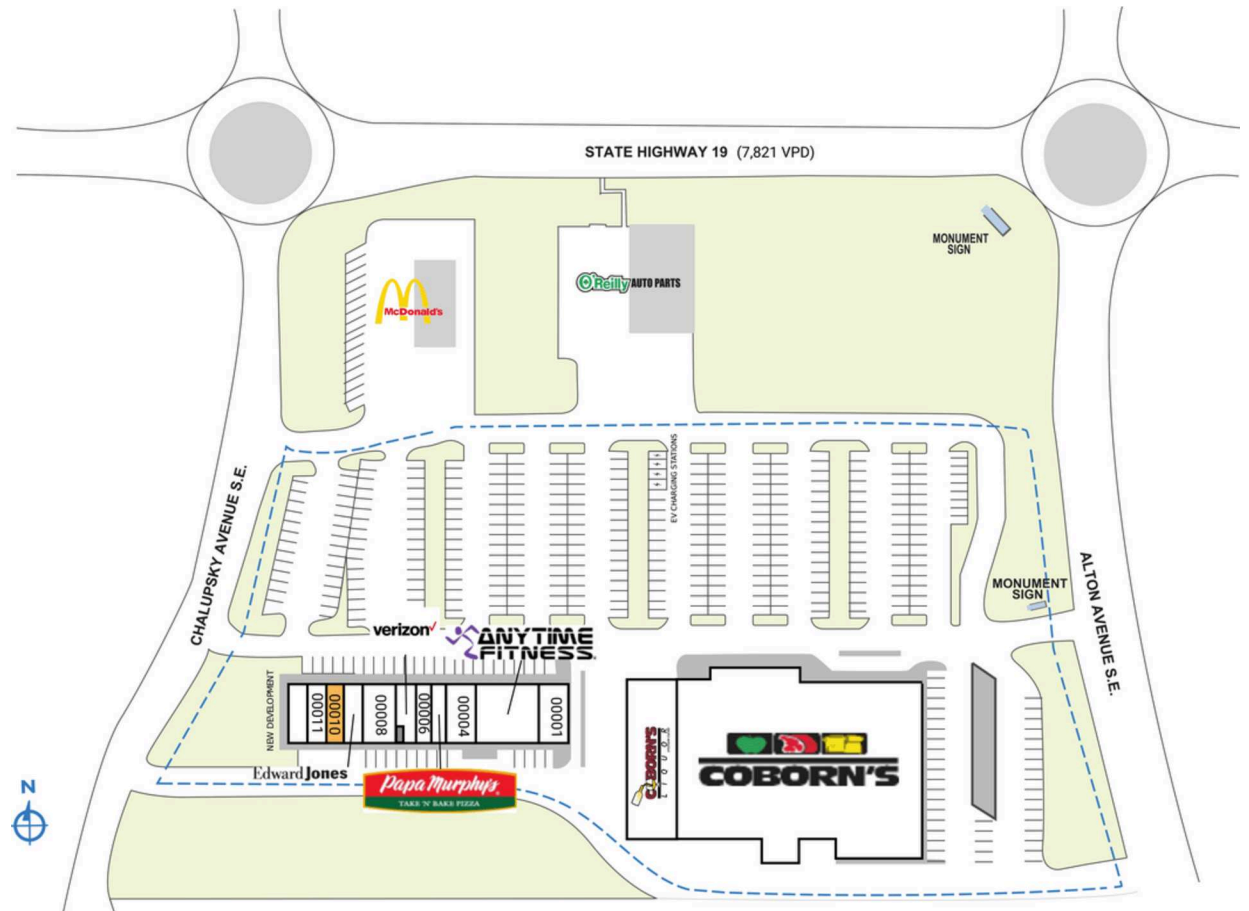 STATE HIGHWAY 19 (7,821 VPD)
MONUMENT
SIGN
McDonald's
O'Reilly AUTO PARTS
EV CHARGING STATIONS
CHALUPSKY AVENUE S.E.
ALTON AVENUE S.E.
MONUMENT
SIGN
verizon
ANYTIME
FITNESS
NEW DEVELOPMENT
00011
00010
00008
00006
00004
00001
Edward Jones
Papa Murphy's
TAKE 'N' BAKE PIZZA
COBORN'S
LIQUOR
COBORN'S
N